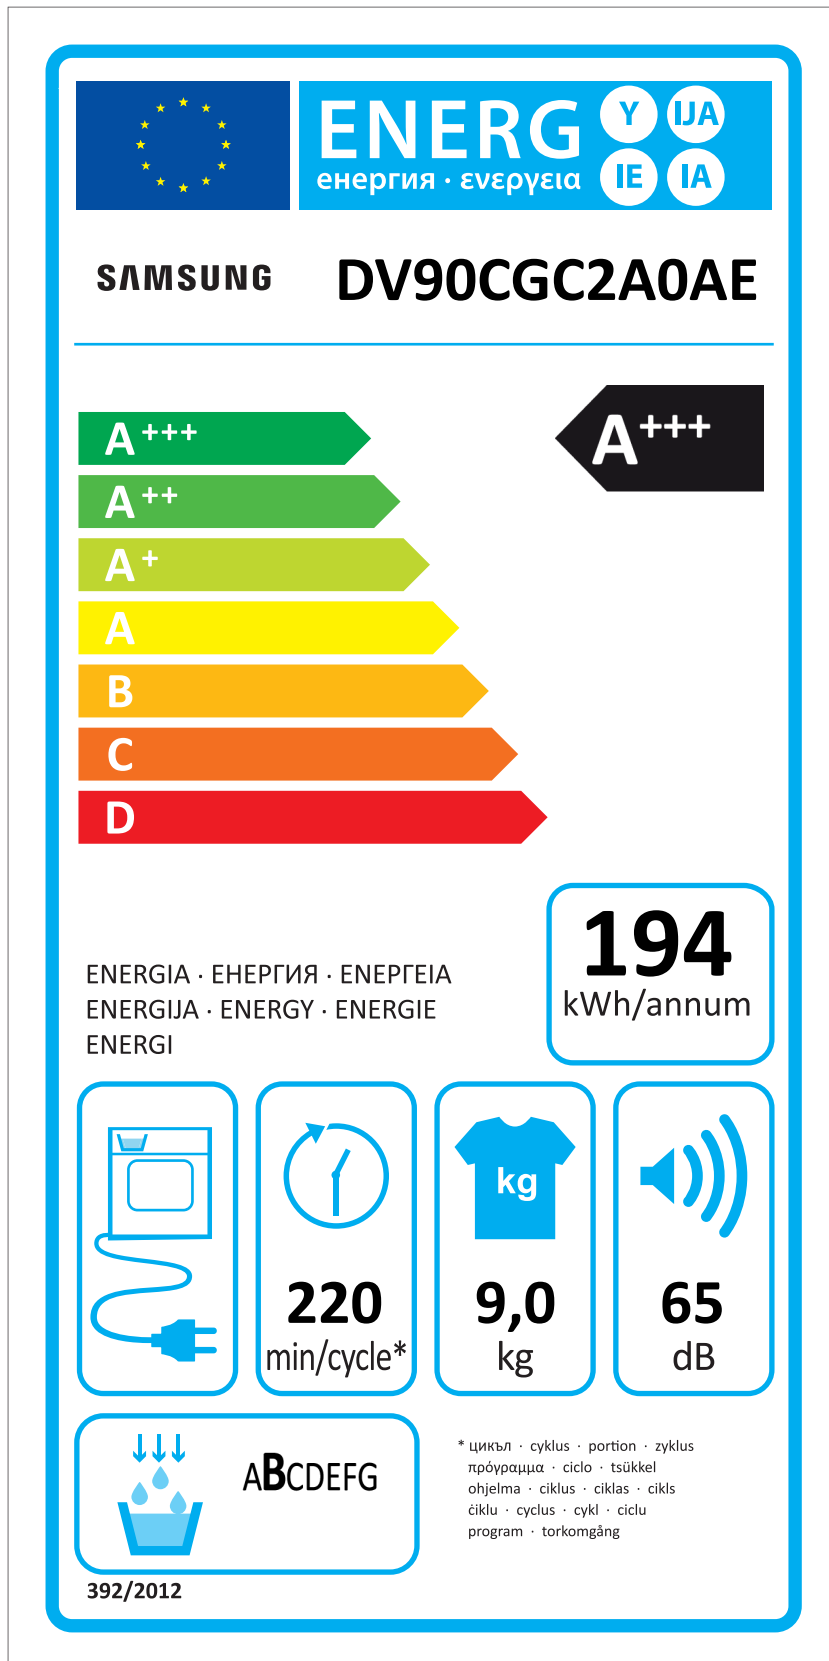 ENERG Y IJA
енергия · ενεργεια IE IA
SAMSUNG DV90CGC2A0AE
A+++ A+++
A++
A+
A
B
C
D
194
kWh/annum
ENERGIA · ЕНЕРГИЯ · ΕΝΕΡΓΕΙΑ
ENERGIJA · ENERGY · ENERGIE
ENERGI
kg
220 9,0 65
min/cycle* kg dB
ABCDEFG
* цикъл · cyklus · portion · zyklus
πρόγραμμα · ciclo · tsükkel
ohjelma · ciklus · ciklas · cikls
ċiklu · cyclus · cykl · ciclu
program · torkomgång
392/2012